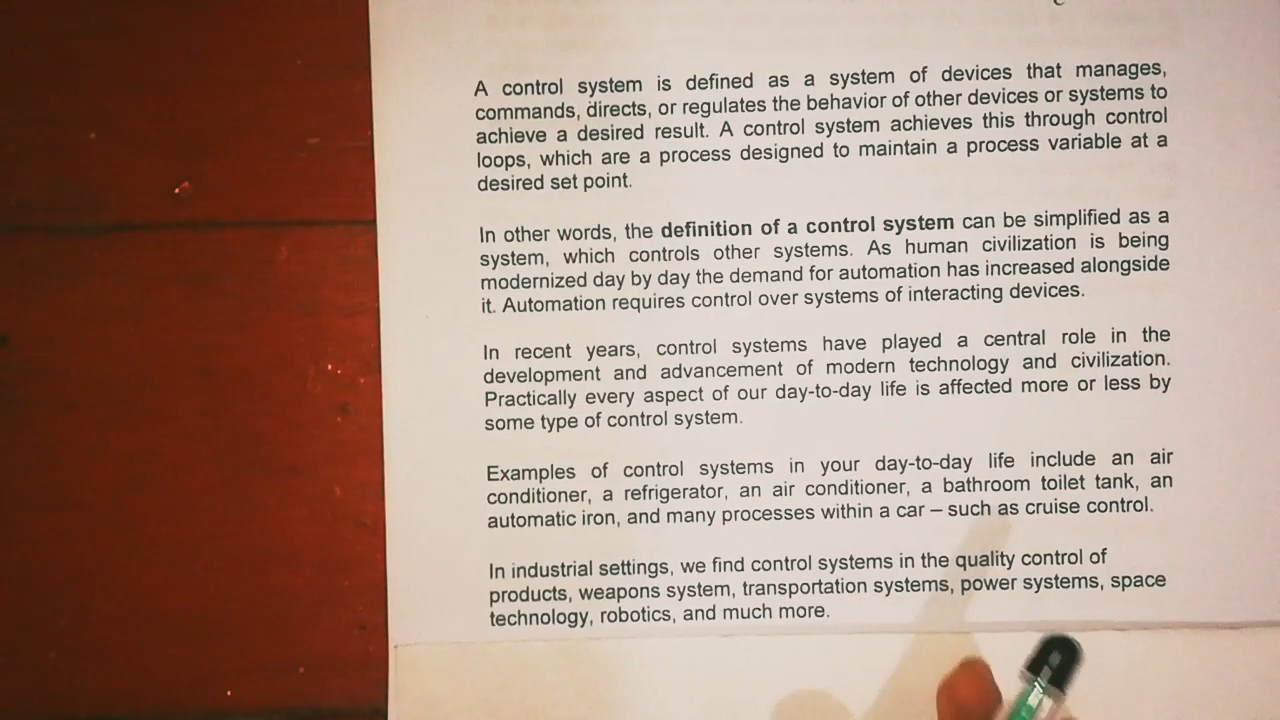 A control system is defined as a system of devices that manages,
commands, directs, or regulates the behavior of other devices or systems to
achieve a desired result. A control system achieves this through control
loops, which are a process designed to maintain a process variable at a
desired set point.
In other words, the definition of a control system can be simplified as a
system, which controls other systems. As human civilization is being
modernized day by day the demand for automation has increased alongside
it. Automation requires control over systems of interacting devices.
In recent years, control systems have played a central role in the
development and advancement of modern technology and civilization.
Practically every aspect of our day-to-day life is affected more or less by
some type of control system.
Examples of control systems in your day-to-day life include an air
conditioner, a refrigerator, an air conditioner, a bathroom toilet tank, an
automatic iron, and many processes within a car – such as cruise control.
In industrial settings, we find control systems in the quality control of
products, weapons system, transportation systems, power systems, space
technology, robotics, and much more.